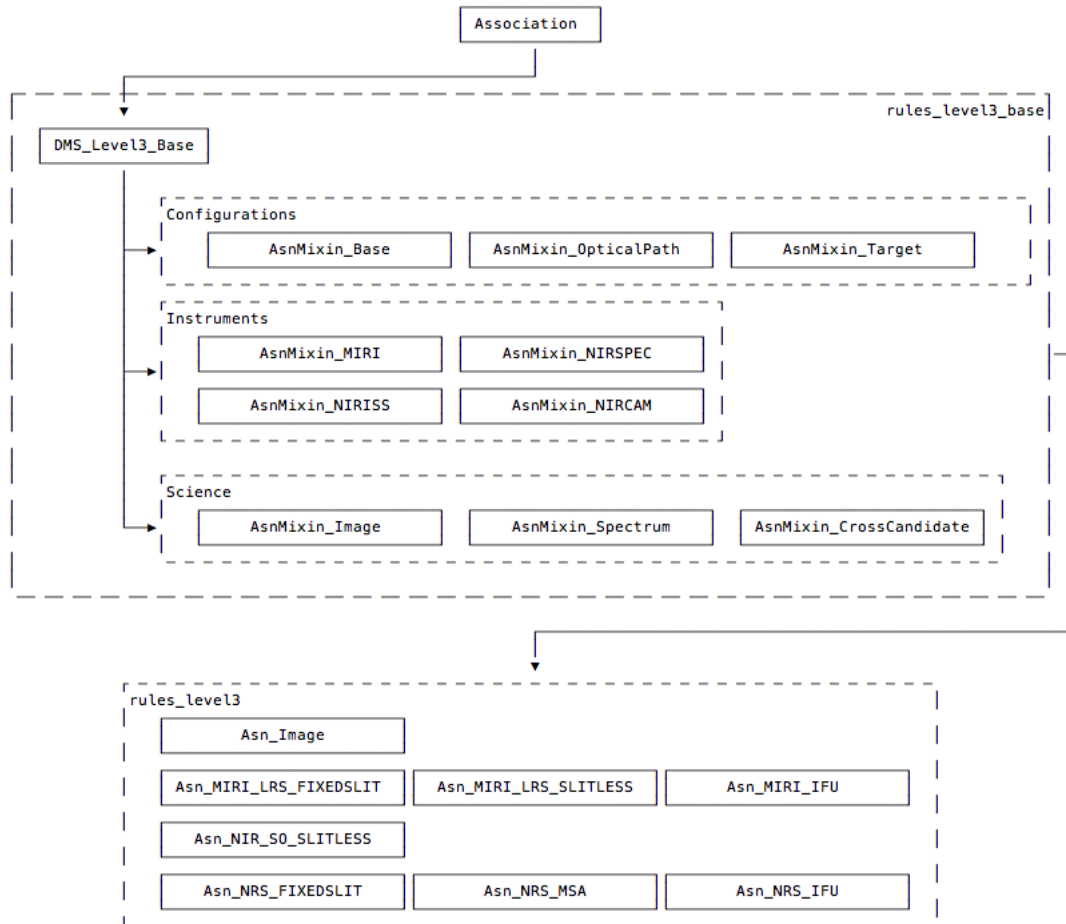 Association
rules_level3_base
DMS_Level3_Base
Configurations
AsnMixin_Base AsnMixin_OpticalPath AsnMixin_Target
Instruments
AsnMixin_MIRI AsnMixin_NIRSPEC
AsnMixin_NIRISS AsnMixin_NIRCAM
Science
AsnMixin_Image AsnMixin_Spectrum AsnMixin_CrossCandidate
rules_level3
Asn_Image
Asn_MIRI_LRS_FIXEDSLIT Asn_MIRI_LRS_SLITLESS Asn_MIRI_IFU
Asn_NIR_SO_SLITLESS
Asn_NRS_FIXEDSLIT Asn_NRS_MSA Asn_NRS_IFU